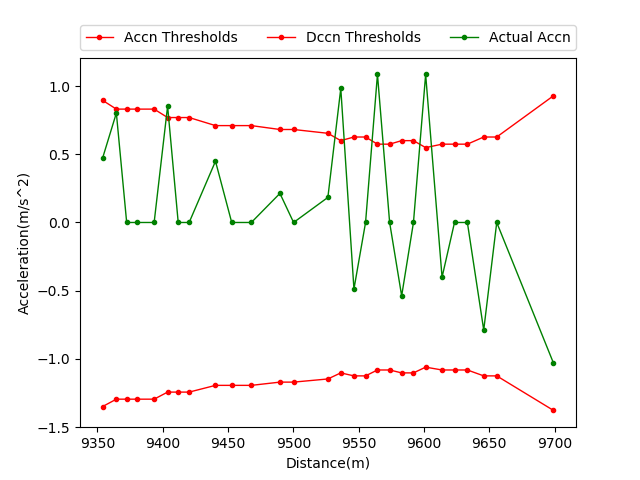 Accn Thresholds Dccn Thresholds Actual Accn
1.0
0.5
0.0
−0.5
−1.0
−1.5
Acceleration(m/s^2)
9350 9400 9450 9500 9550 9600 9650 9700
Distance(m)